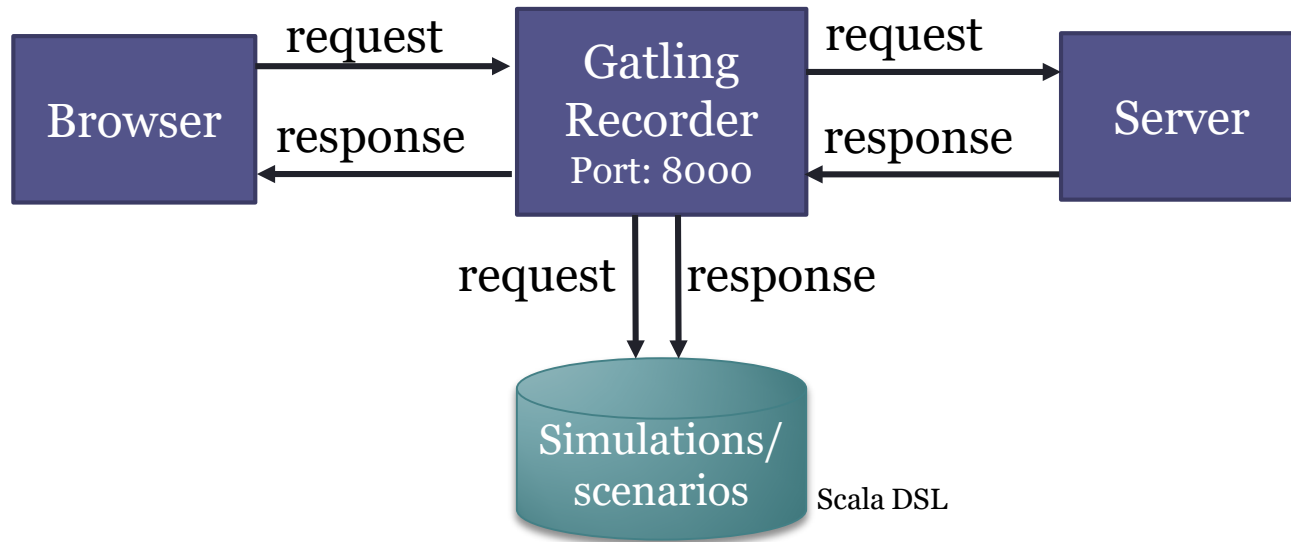 request
request
Browser
Gatling
Recorder
Port: 8000
Server
response
response
request
response
Simulations/
scenarios
Scala DSL